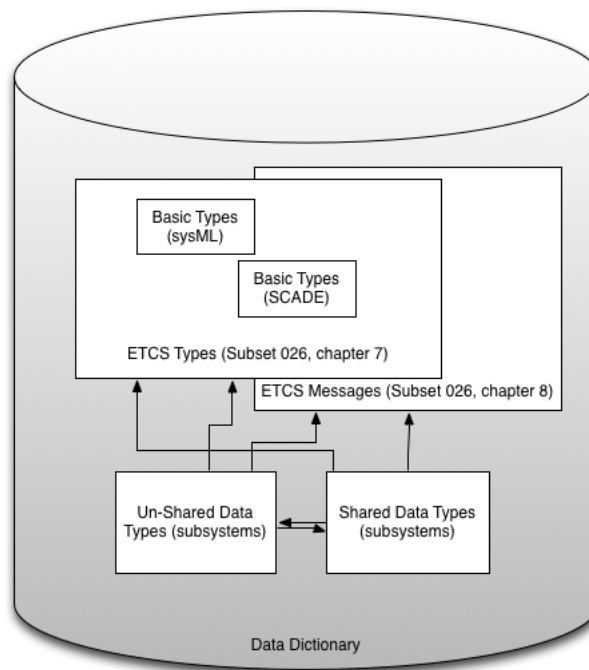 Basic Types
(sysML)
Basic Types
(SCADE)
ETCS Types (Subset 026, chapter 7)
ETCS Messages (Subset 026, chapter 8)
Un-Shared Data
Types (subsystems)
Shared Data Types
(subsystems)
Data Dictionary